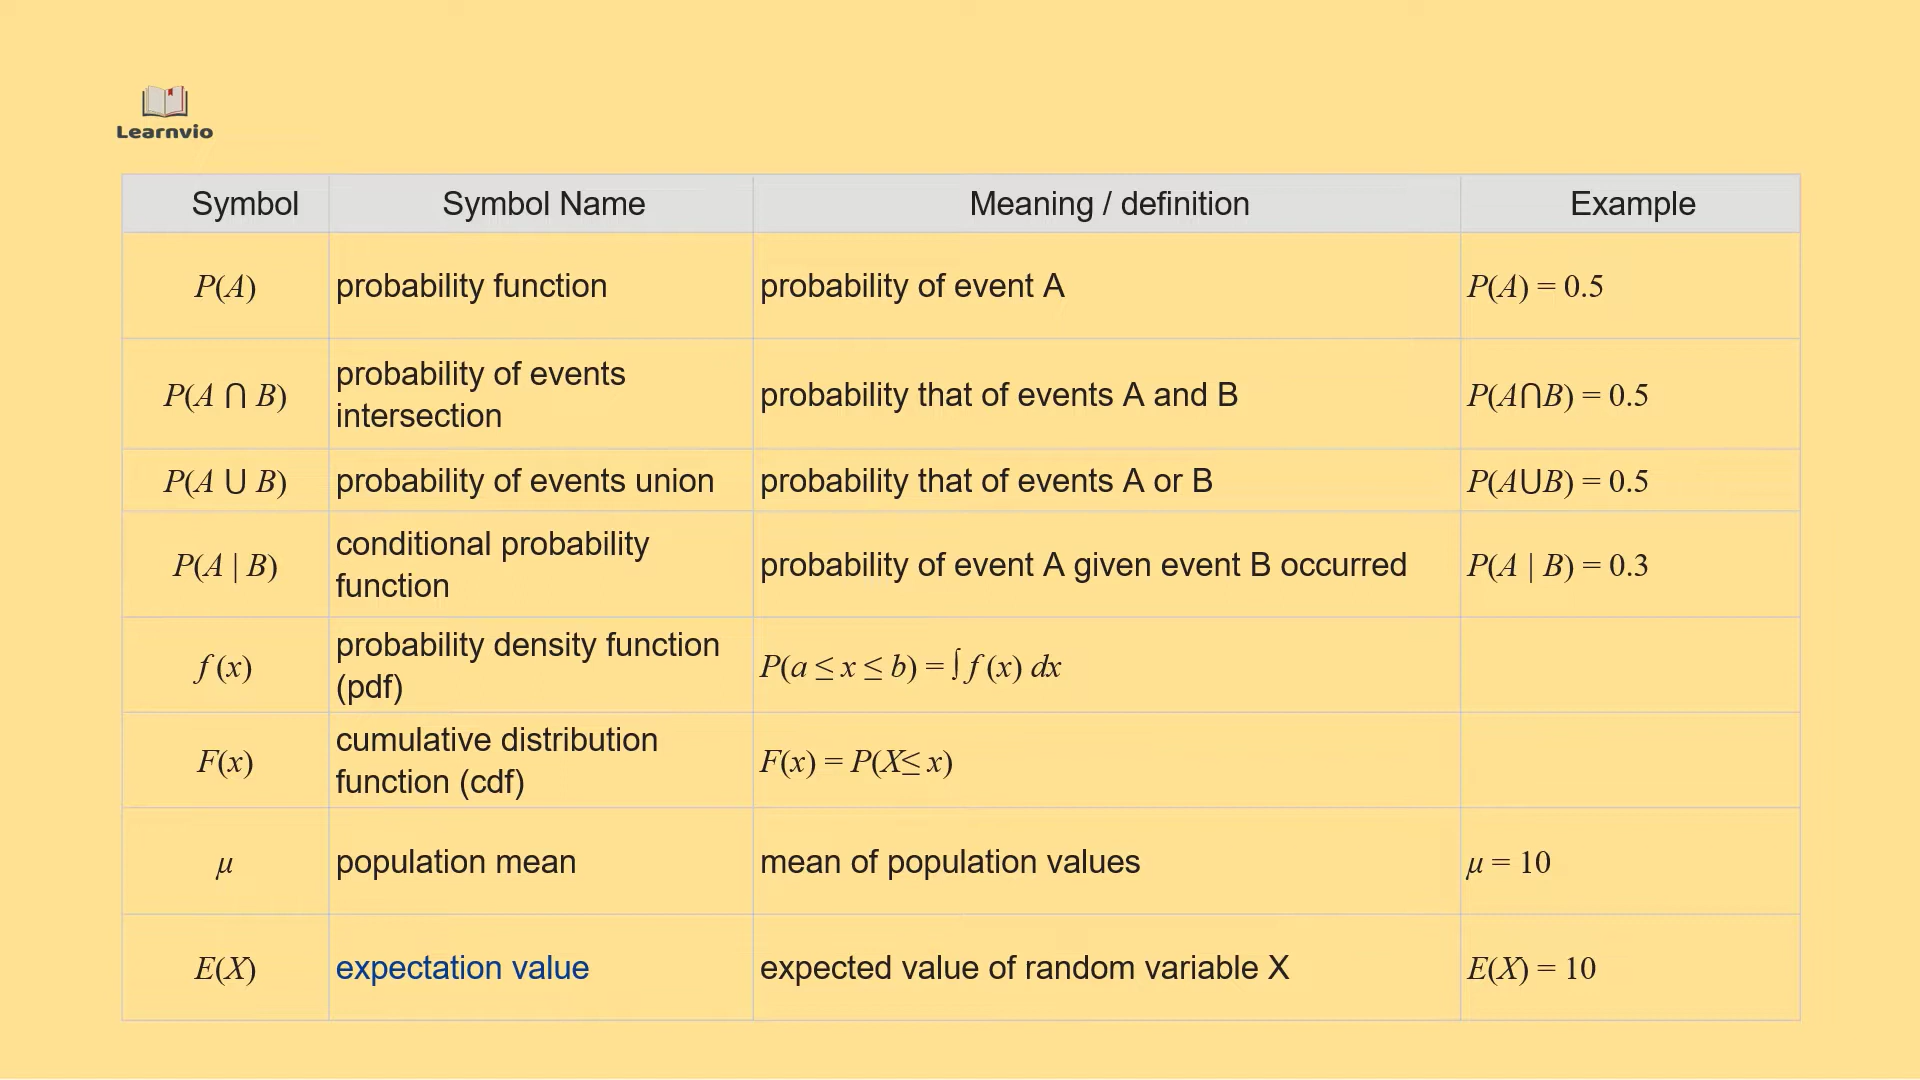 Learnvio
Symbol Symbol Name Meaning / definition Example
P(A) probability function probability of event A P(A) = 0.5
P(A ⋂ B) probability of events intersection probability that of events A and B P(A⋂B) = 0.5
P(A ⋃ B) probability of events union probability that of events A or B P(A⋃B) = 0.5
P(A | B) conditional probability function probability of event A given event B occurred P(A | B) = 0.3
f (x) probability density function (pdf) P(a ≤ x ≤ b) = ∫ f (x) dx
F(x) cumulative distribution function (cdf) F(x) = P(X≤ x)
μ population mean mean of population values μ = 10
E(X) expectation value expected value of random variable X E(X) = 10